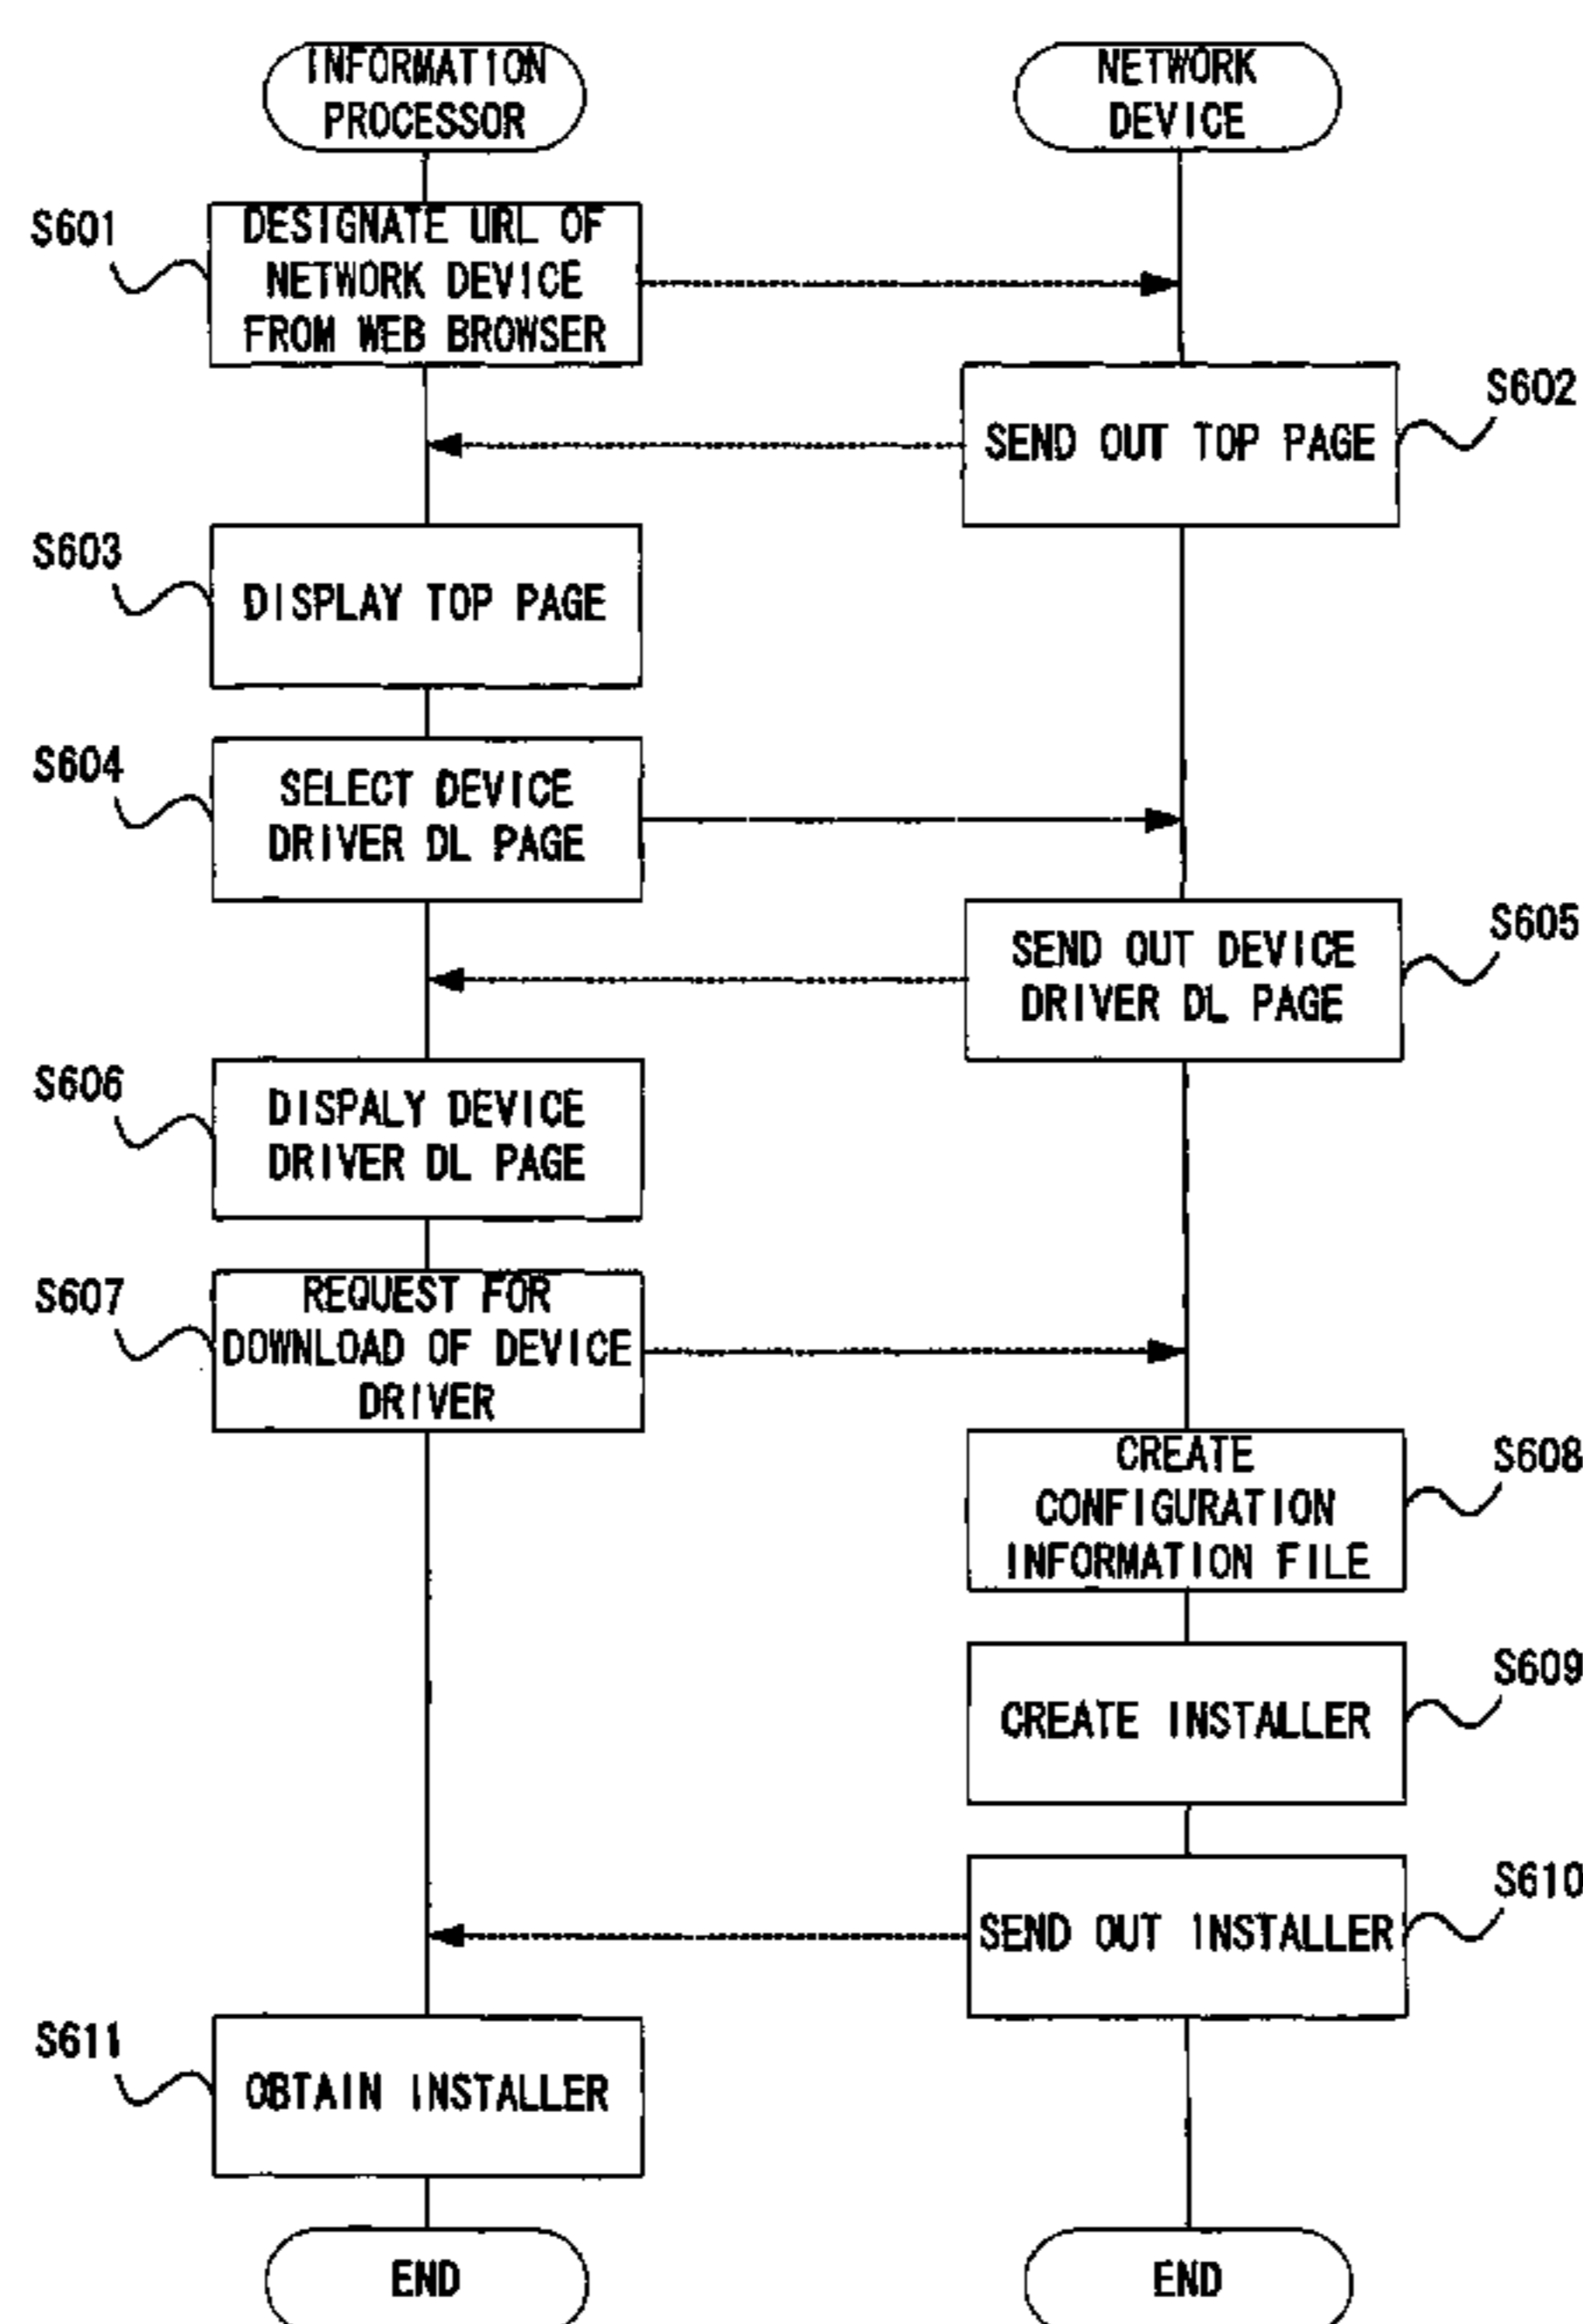 INFORMATION
PROCESSOR
NETWORK
DEVICE
S601
DESIGNATE URL OF
NETWORK DEVICE
FROM WEB BROWSER
S602
SEND OUT TOP PAGE
S603
DISPLAY TOP PAGE
S604
SELECT DEVICE
DRIVER DL PAGE
S605
SEND OUT DEVICE
DRIVER DL PAGE
S606
DISPALY DEVICE
DRIVER DL PAGE
S607
REQUEST FOR
DOWNLOAD OF DEVICE
DRIVER
S608
CREATE
CONFIGURATION
INFORMATION FILE
S609
CREATE INSTALLER
S610
SEND OUT INSTALLER
S611
OBTAIN INSTALLER
END
END